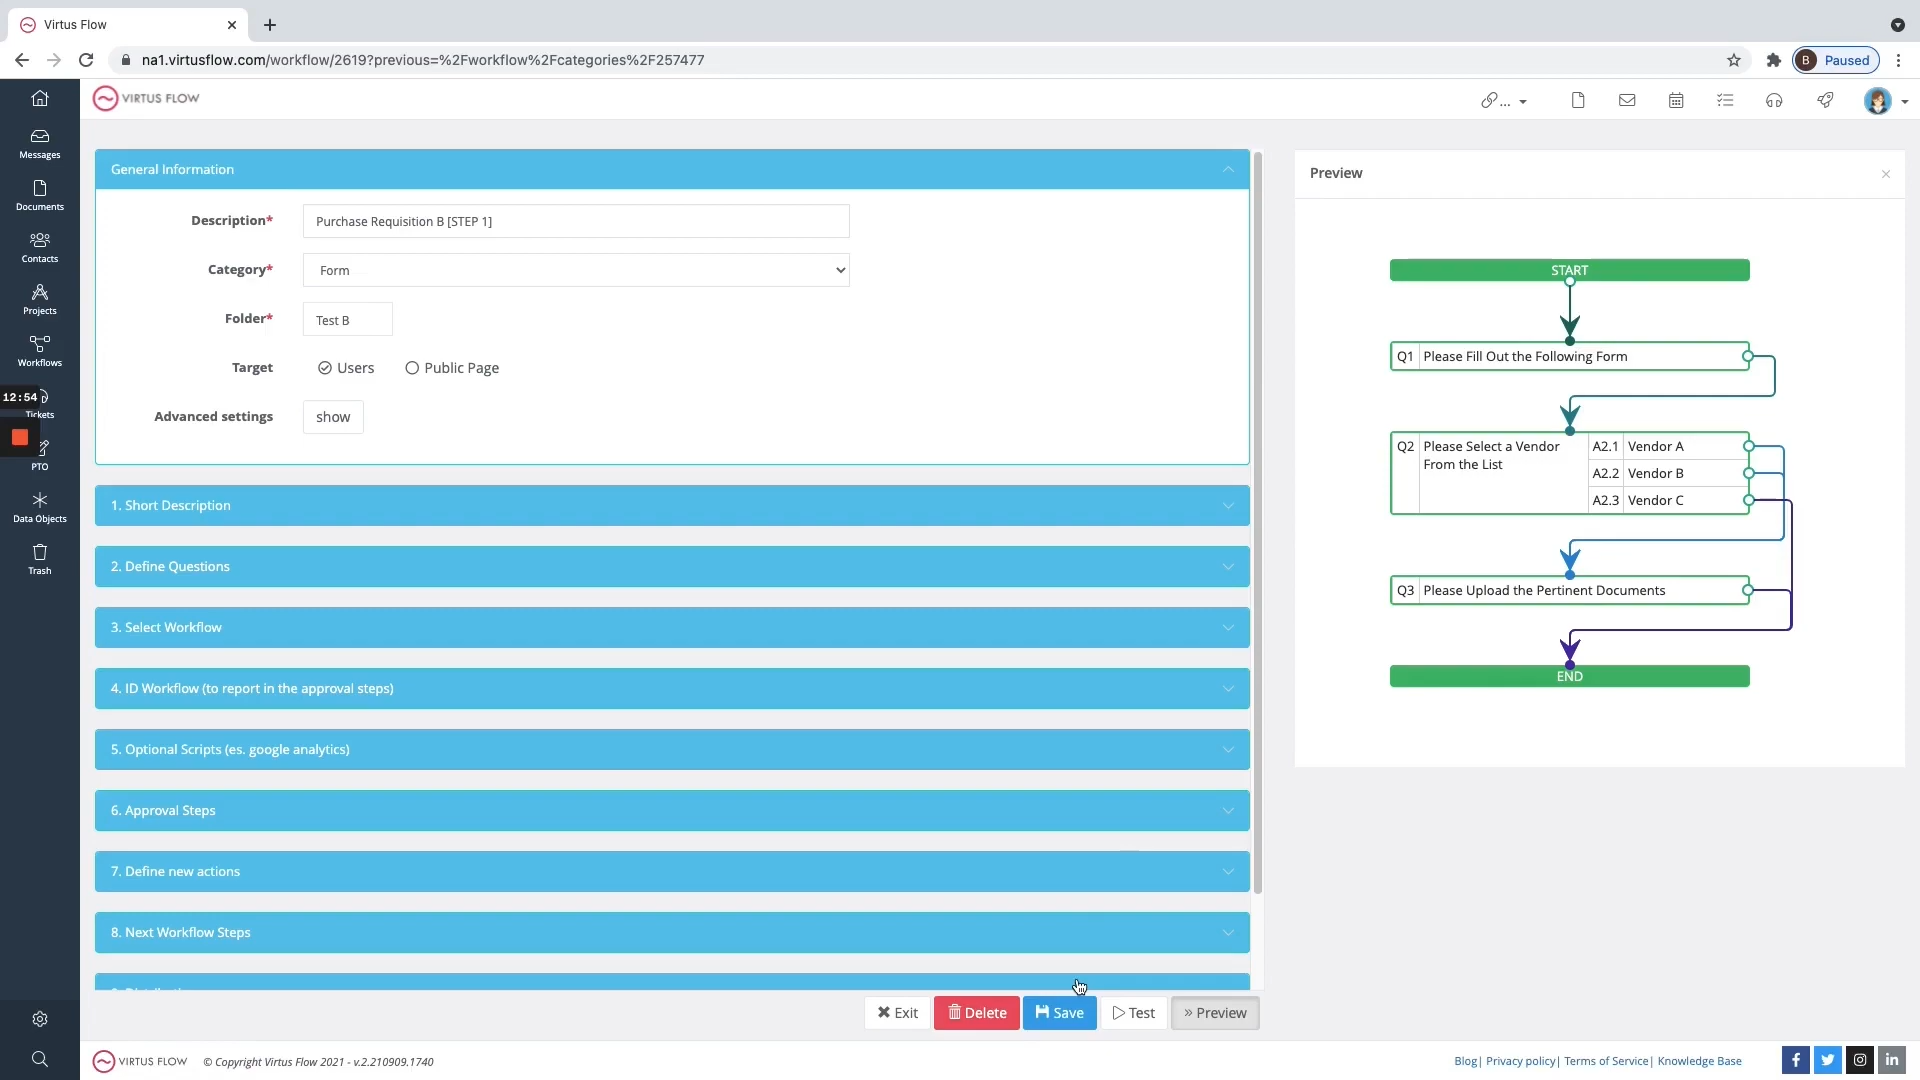 Virtus Flow
na1.virtusflow.com/workflow/2619?previous=%2Fworkflow%2Fcategories%2F257477
B Paused
VIRTUS FLOW
...
Messages
Documents
Contacts
Projects
Workflows
12:54
Tickets
PTO
Data Objects
Trash
General Information
Description*
Purchase Requisition B [STEP 1]
Category*
Form
Folder*
Test B
Target
Users
Public Page
Advanced settings
show
1. Short Description
2. Define Questions
3. Select Workflow
4. ID Workflow (to report in the approval steps)
5. Optional Scripts (es. google analytics)
6. Approval Steps
7. Define new actions
8. Next Workflow Steps
Exit
Delete
Save
Test
» Preview
Preview
START
Q1 Please Fill Out the Following Form
Q2 Please Select a Vendor
From the List
A2.1 Vendor A
A2.2 Vendor B
A2.3 Vendor C
Q3 Please Upload the Pertinent Documents
END
VIRTUS FLOW
© Copyright Virtus Flow 2021 - v.2.210909.1740
Blog| Privacy policy| Terms of Service| Knowledge Base